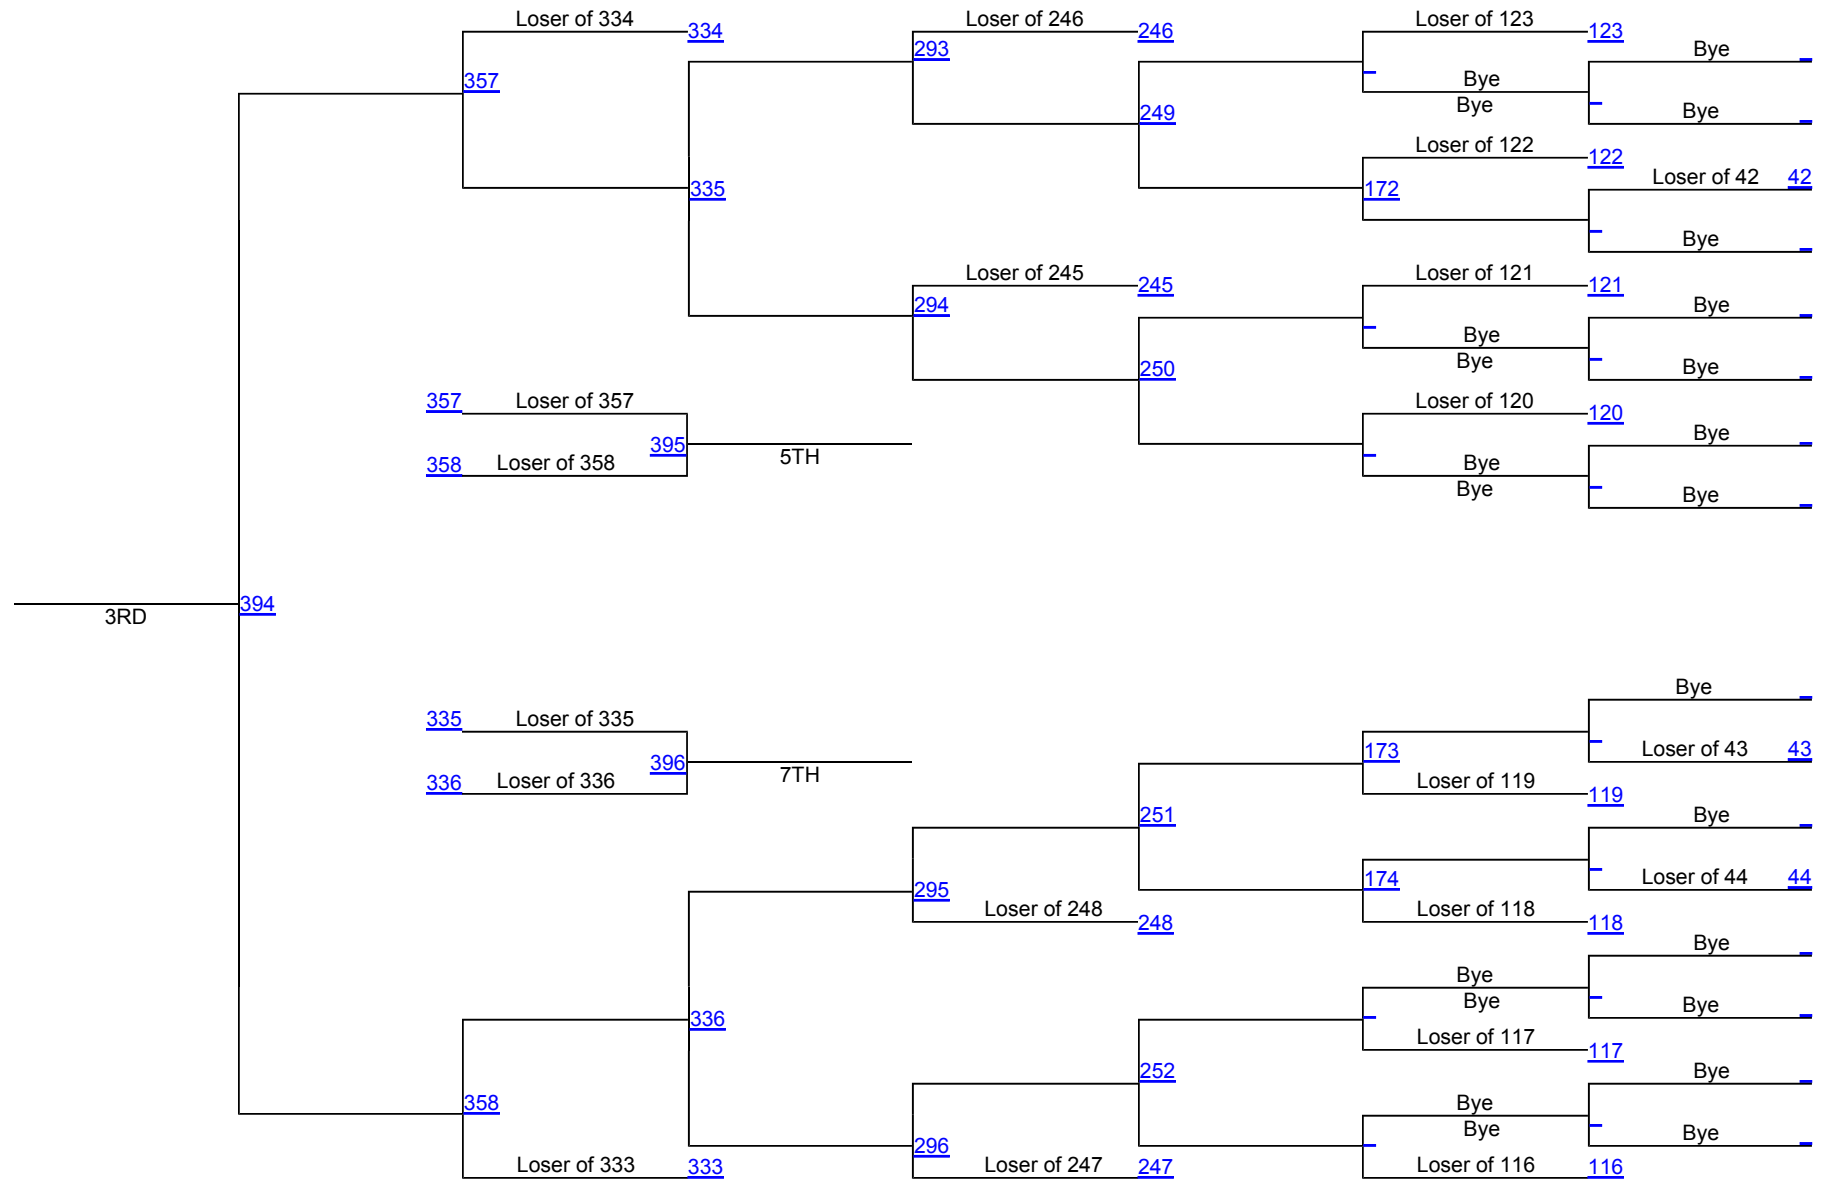 Loser of 334 334 Loser of 246 246 Loser of 123 123
293 Bye
357 Bye
Bye
249 Bye
Loser of 122 122
335 172 Loser of 42 42
Bye
Loser of 245 245 Loser of 121 121
294 Bye
Bye
Bye
250 Bye
357 Loser of 357 Loser of 120 120
395 Bye
358 Loser of 358 5TH Bye
Bye
Bye
394
3RD
Bye
335 Loser of 335
173 Loser of 43 43
396
336 Loser of 336 7TH Loser of 119 119
251 Bye
295 174 Loser of 44 44
Loser of 248 248 Loser of 118 118
Bye
Bye
Bye
336 Bye
Loser of 117 117
252 Bye
358 Bye
Bye
296 Bye
Loser of 333 333 Loser of 247 247 Loser of 116 116